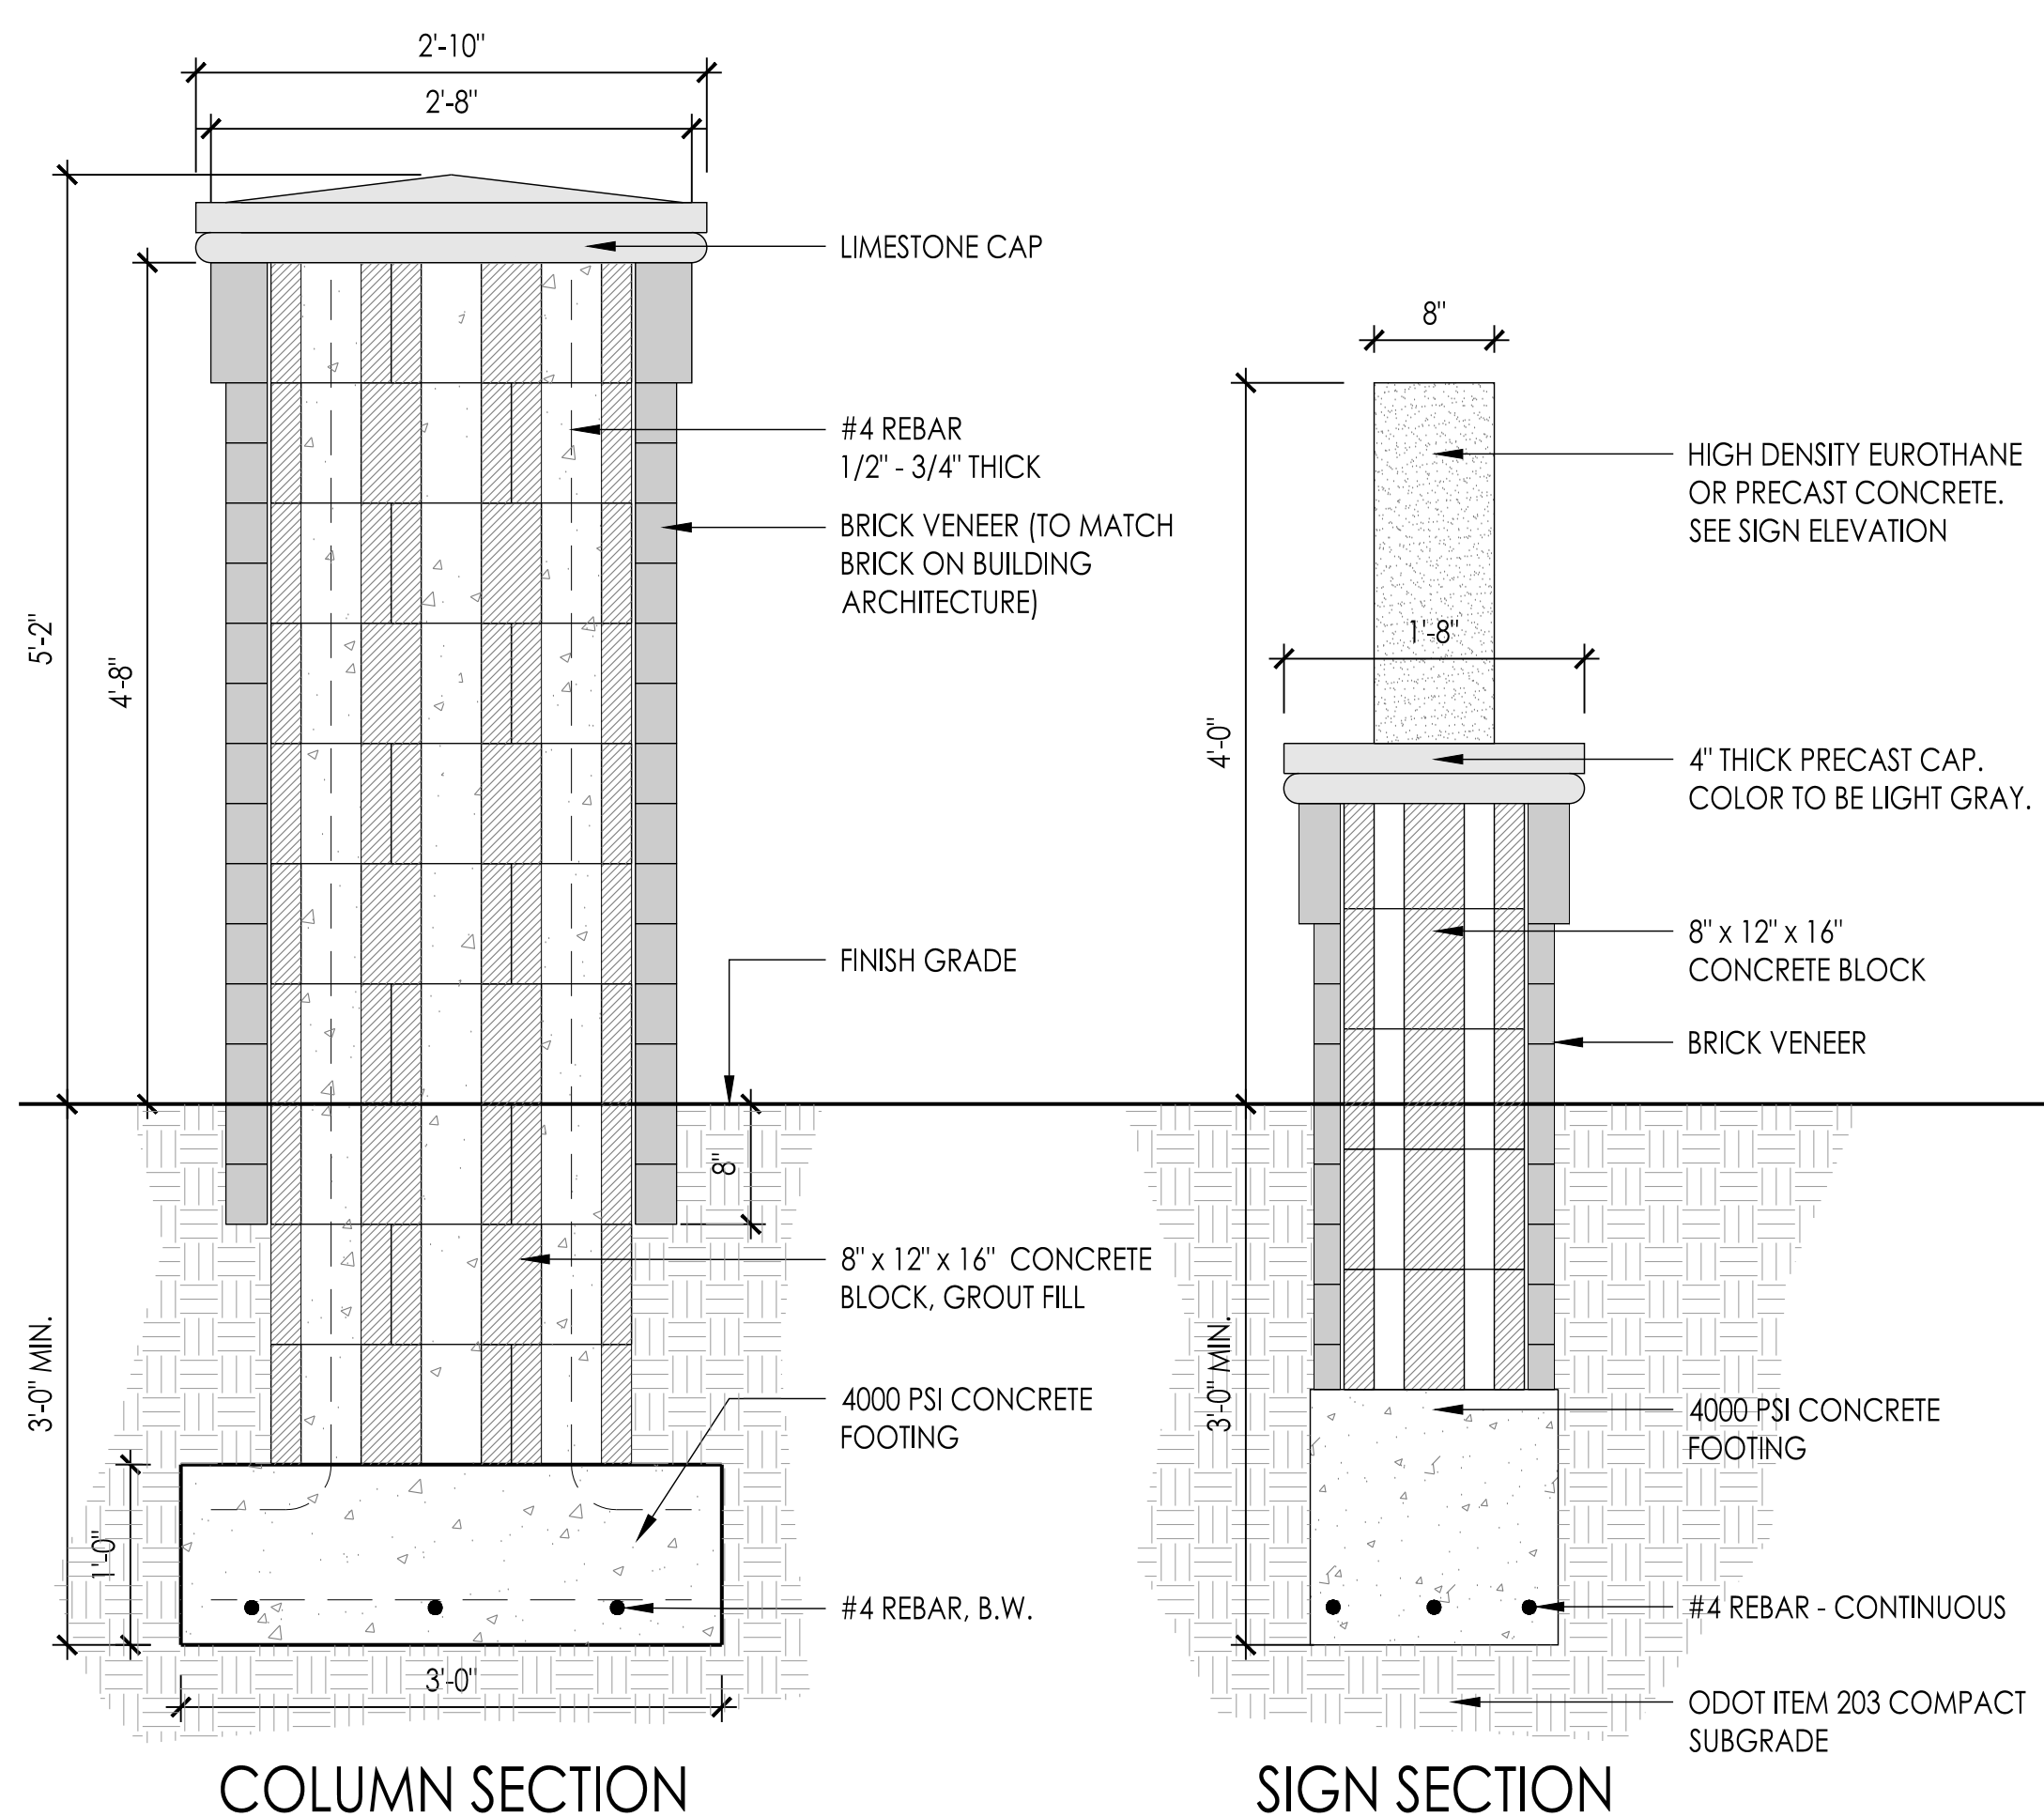 2'-10"
2'-8"
LIMESTONE CAP
5'-2"
4'-8"
#4 REBAR
1/2" - 3/4" THICK
BRICK VENEER (TO MATCH
BRICK ON BUILDING
ARCHITECTURE)
FINISH GRADE
8"
8" x 12" x 16" CONCRETE
BLOCK, GROUT FILL
3'-0" MIN.
4000 PSI CONCRETE
FOOTING
1'-0"
#4 REBAR, B.W.
3'-0"
COLUMN SECTION
8"
HIGH DENSITY EUROTHANE
OR PRECAST CONCRETE.
SEE SIGN ELEVATION
1'-8"
4'-0"
4" THICK PRECAST CAP.
COLOR TO BE LIGHT GRAY.
8" x 12" x 16"
CONCRETE BLOCK
BRICK VENEER
3'-0" MIN.
4000 PSI CONCRETE
FOOTING
#4 REBAR - CONTINUOUS
ODOT ITEM 203 COMPACT
SUBGRADE
SIGN SECTION